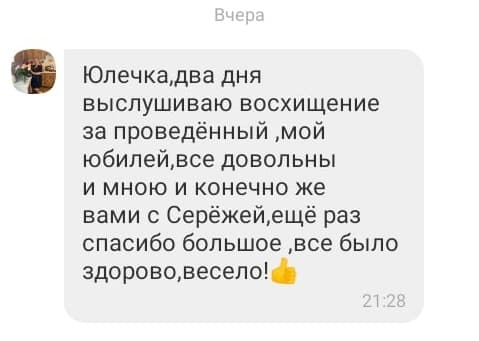 Вчера
Юлечка,два дня
выслушиваю восхищение
за проведённый ,мой
юбилей,все довольны
и мною и конечно же
вами с Серёжей,ещё раз
спасибо большое ,все было
здорово,весело!👍
21:28